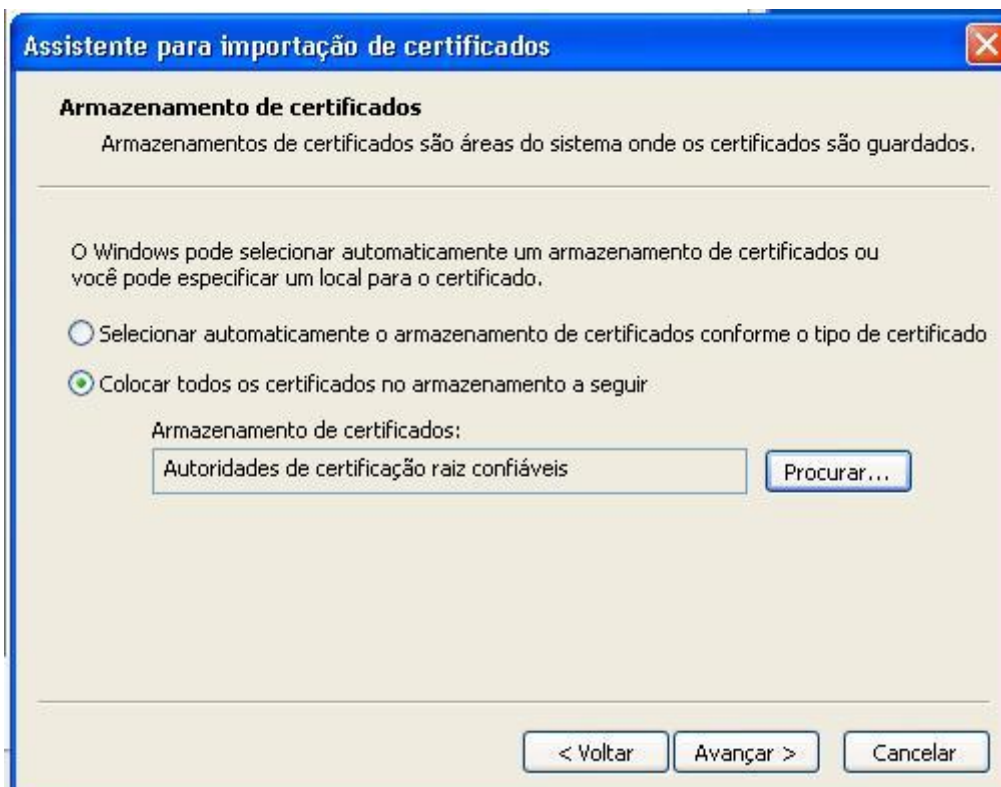 Assistente para importação de certificados
Armazenamento de certificados
Armazenamentos de certificados são áreas do sistema onde os certificados são guardados.
O Windows pode selecionar automaticamente um armazenamento de certificados ou
você pode especificar um local para o certificado.
Selecionar automaticamente o armazenamento de certificados conforme o tipo de certificado
Colocar todos os certificados no armazenamento a seguir
Armazenamento de certificados:
Autoridades de certificação raiz confiáveis
Procurar...
< Voltar
Avançar >
Cancelar